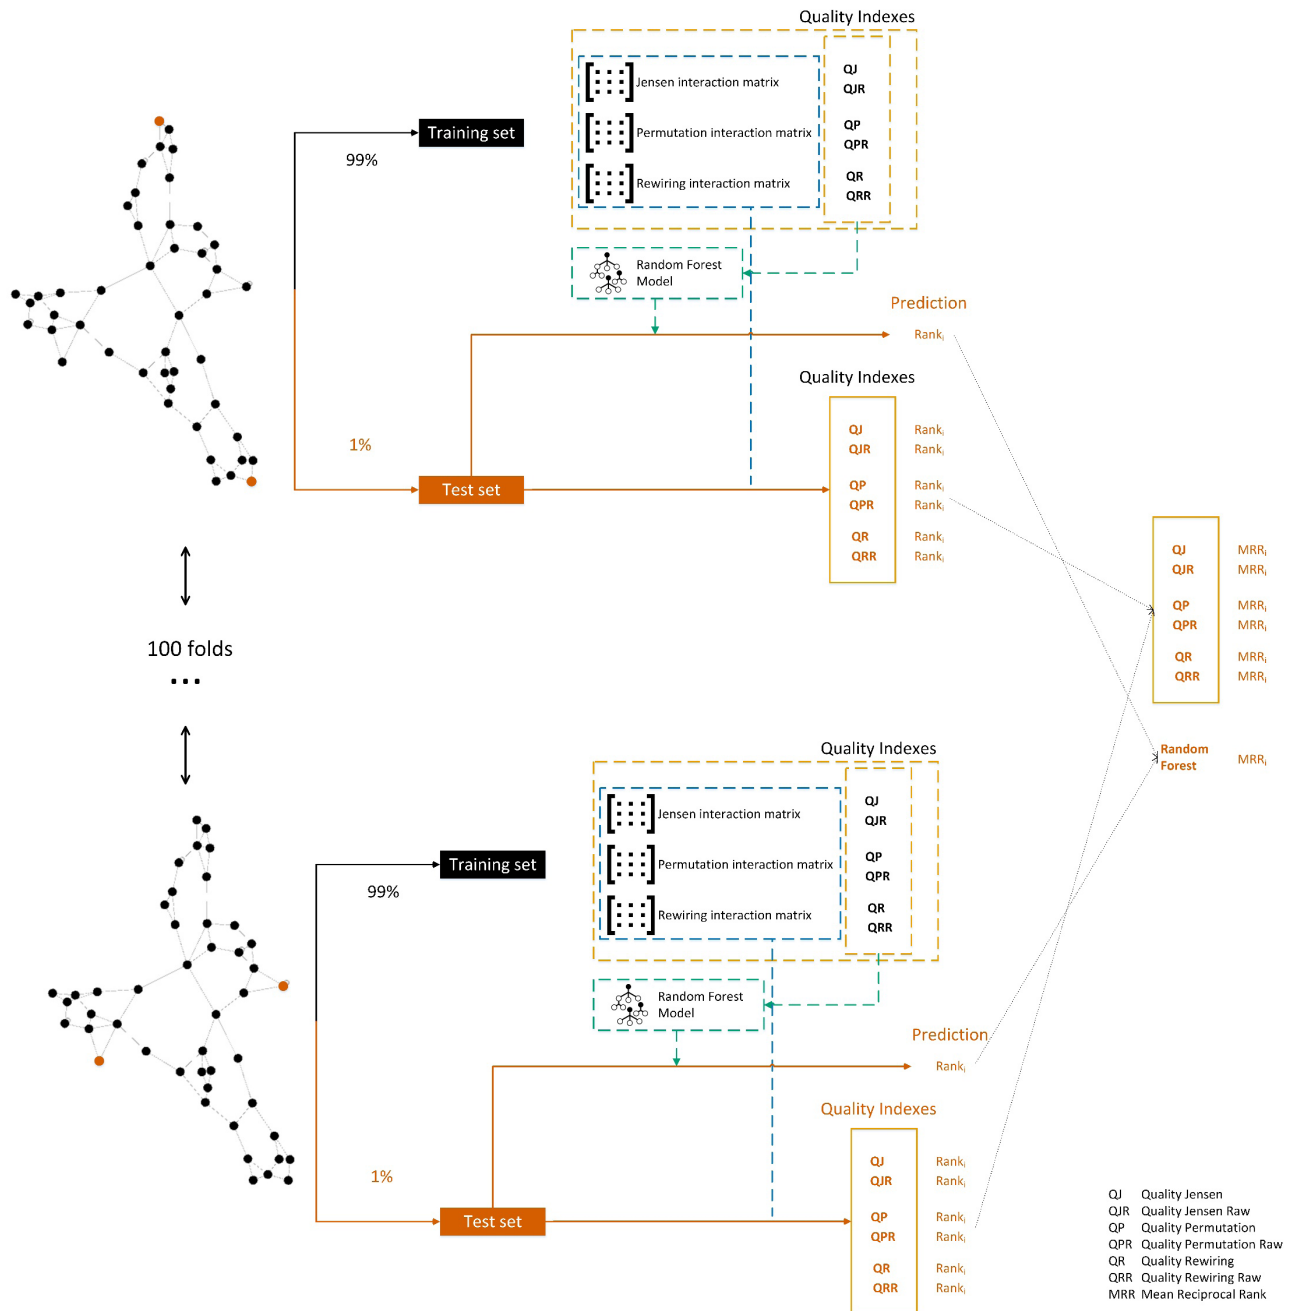 Quality Indexes
Jensen interaction matrix
Permutation interaction matrix
Rewiring interaction matrix
QJ
QJR
QP
QPR
QR
QRR
Training set
99%
Random Forest
Model
Prediction
Rankᵢ
Quality Indexes
1%
Test set
QJ Rankᵢ
QJR Rankᵢ
QP Rankᵢ
QPR Rankᵢ
QR Rankᵢ
QRR Rankᵢ
100 folds
...
QJ MRRᵢ
QJR MRRᵢ
QP MRRᵢ
QPR MRRᵢ
QR MRRᵢ
QRR MRRᵢ
Random
Forest MRRᵢ
Quality Indexes
Jensen interaction matrix
Permutation interaction matrix
Rewiring interaction matrix
QJ
QJR
QP
QPR
QR
QRR
Training set
99%
Random Forest
Model
Prediction
Rankᵢ
Quality Indexes
1%
Test set
QJ Rankᵢ
QJR Rankᵢ
QP Rankᵢ
QPR Rankᵢ
QR Rankᵢ
QRR Rankᵢ
QJ Quality Jensen
QJR Quality Jensen Raw
QP Quality Permutation
QPR Quality Permutation Raw
QR Quality Rewiring
QRR Quality Rewiring Raw
MRR Mean Reciprocal Rank